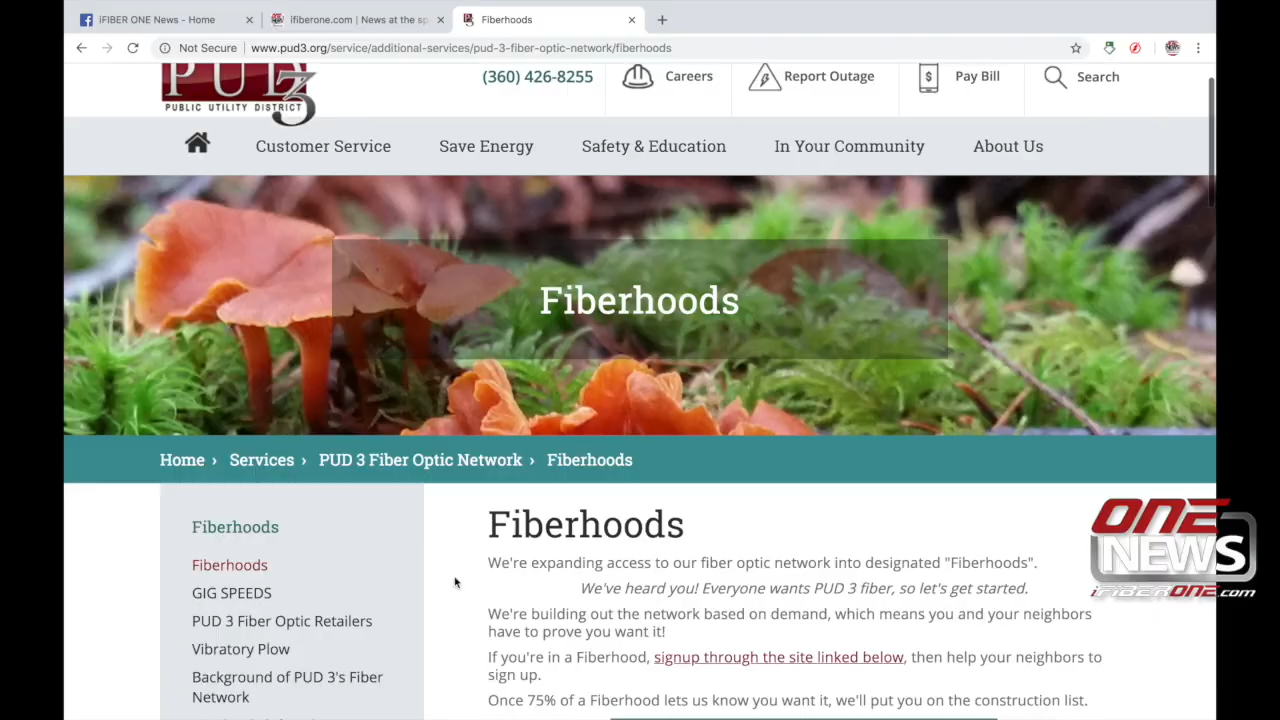 iFIBER ONE News - Home
ifiberone.com | News at the sp
Fiberhoods
Not Secure
www.pud3.org/service/additional-services/pud-3-fiber-optic-network/fiberhoods
PUD 3
PUBLIC UTILITY DISTRICT
(360) 426-8255
Careers
Report Outage
Pay Bill
Search
Customer Service
Save Energy
Safety & Education
In Your Community
About Us
Fiberhoods
Home › Services › PUD 3 Fiber Optic Network › Fiberhoods
Fiberhoods
Fiberhoods
GIG SPEEDS
PUD 3 Fiber Optic Retailers
Vibratory Plow
Background of PUD 3's Fiber
Network
Fiberhoods
We're expanding access to our fiber optic network into designated "Fiberhoods".
We've heard you! Everyone wants PUD 3 fiber, so let's get started.
We're building out the network based on demand, which means you and your neighbors
have to prove you want it!
If you're in a Fiberhood, signup through the site linked below, then help your neighbors to
sign up.
Once 75% of a Fiberhood lets us know you want it, we'll put you on the construction list.
ONE
NEWS
iFIBERONE.com